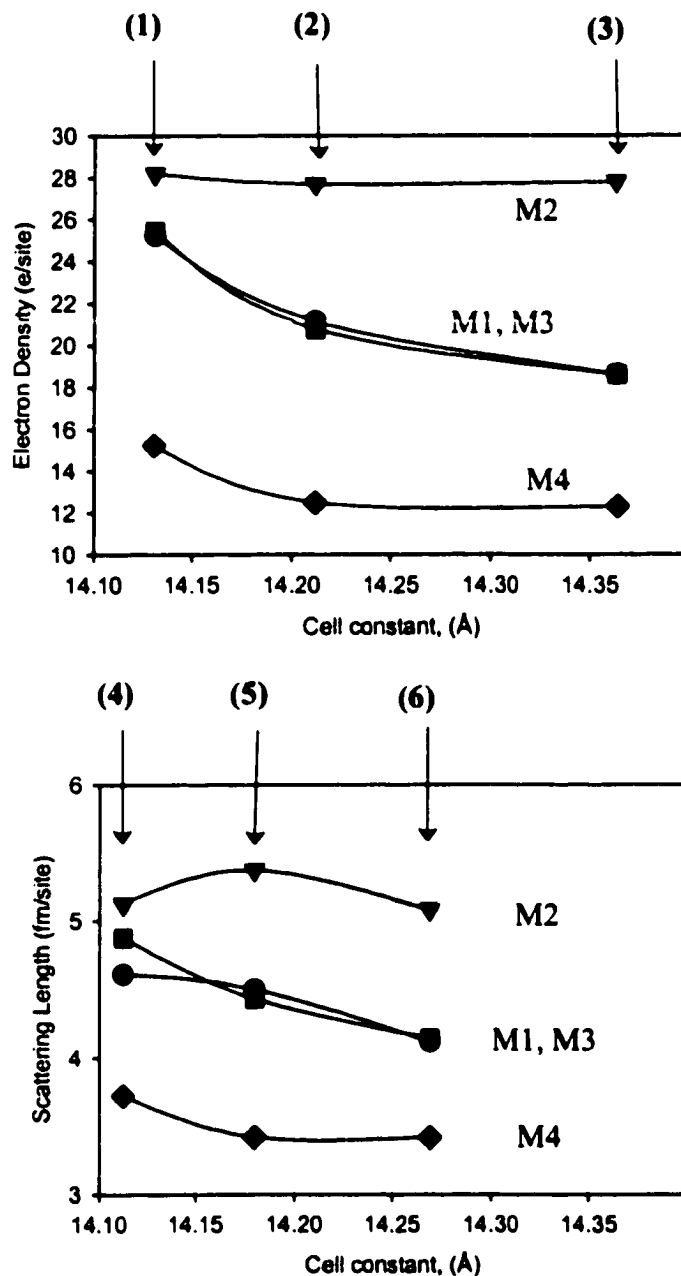 (1) (2) (3)
30
28
26
24
22
20
18
16
14
12
10
Electron Density (e/site)
M2
M1, M3
M4
14.10 14.15 14.20 14.25 14.30 14.35
Cell constant, (Å)
(4) (5) (6)
6
5
4
3
Scattering Length (fm/site)
M2
M1, M3
M4
14.10 14.15 14.20 14.25 14.30 14.35
Cell constant, (Å)